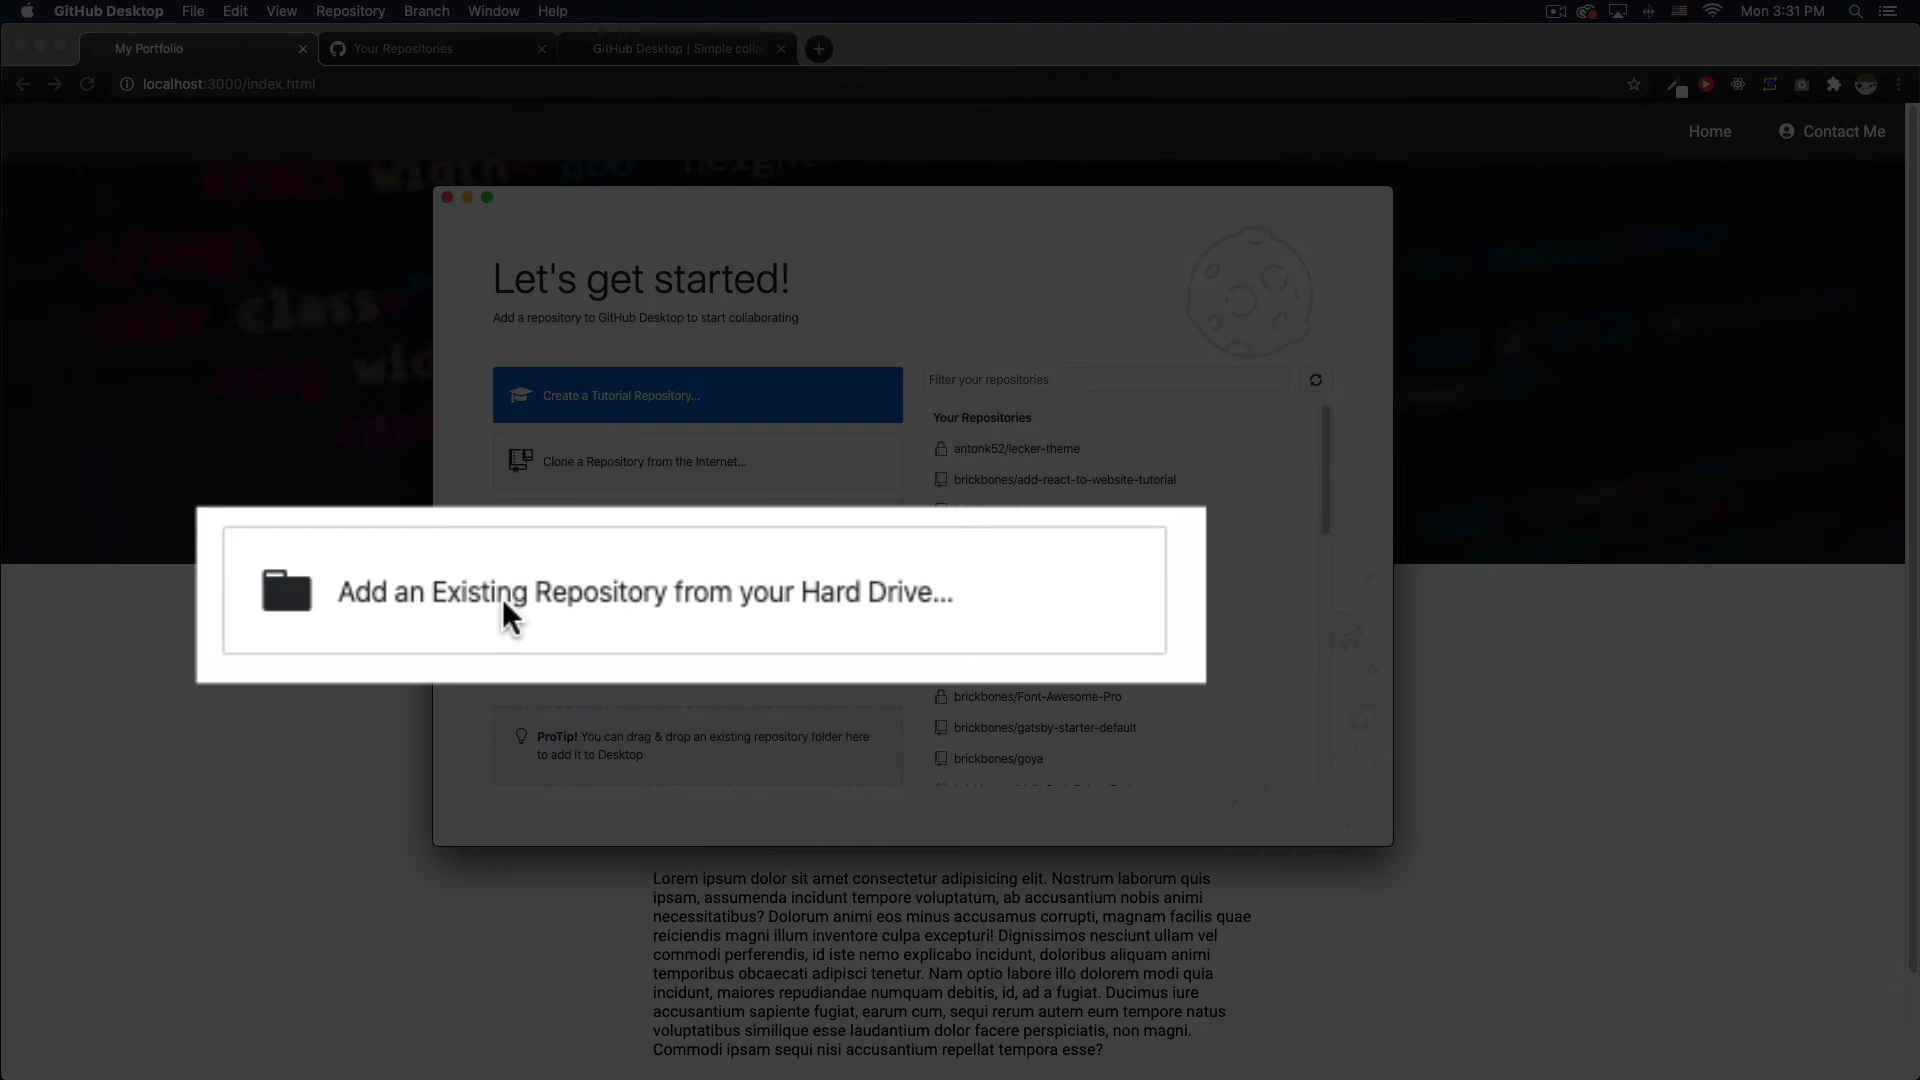 GitHub Desktop File Edit View Repository Branch Window Help Mon 3:31 PM
My Portfolio Your Repositories GitHub Desktop | Simple colla
localhost:3000/index.html
Home Contact Me
class=
Let's get started!
Add a repository to GitHub Desktop to start collaborating
Create a Tutorial Repository...
Clone a Repository from the Internet...
Add an Existing Repository from your Hard Drive...
ProTip! You can drag & drop an existing repository folder here
to add it to Desktop
Filter your repositories
Your Repositories
antonk52/lecker-theme
brickbones/add-react-to-website-tutorial
brickbones/Font-Awesome-Pro
brickbones/gatsby-starter-default
brickbones/goya
Lorem ipsum dolor sit amet consectetur adipisicing elit. Nostrum laborum quis
ipsam, assumenda incidunt tempore voluptatum, ab accusantium nobis animi
necessitatibus? Dolorum animi eos minus accusamus corrupti, magnam facilis quae
reiciendis magni illum inventore culpa excepturi! Dignissimos nesciunt ullam vel
commodi perferendis, id iste nemo explicabo incidunt, doloribus aliquam animi
temporibus obcaecati adipisci tenetur. Nam optio labore illo dolorem modi quia
incidunt, maiores repudiandae numquam debitis, id, ad a fugiat. Ducimus iure
accusantium sapiente fugiat, earum cum, sequi rerum autem eum tempore natus
voluptatibus similique esse laudantium dolor facere perspiciatis, non magni.
Commodi ipsam sequi nisi accusantium repellat tempora esse?